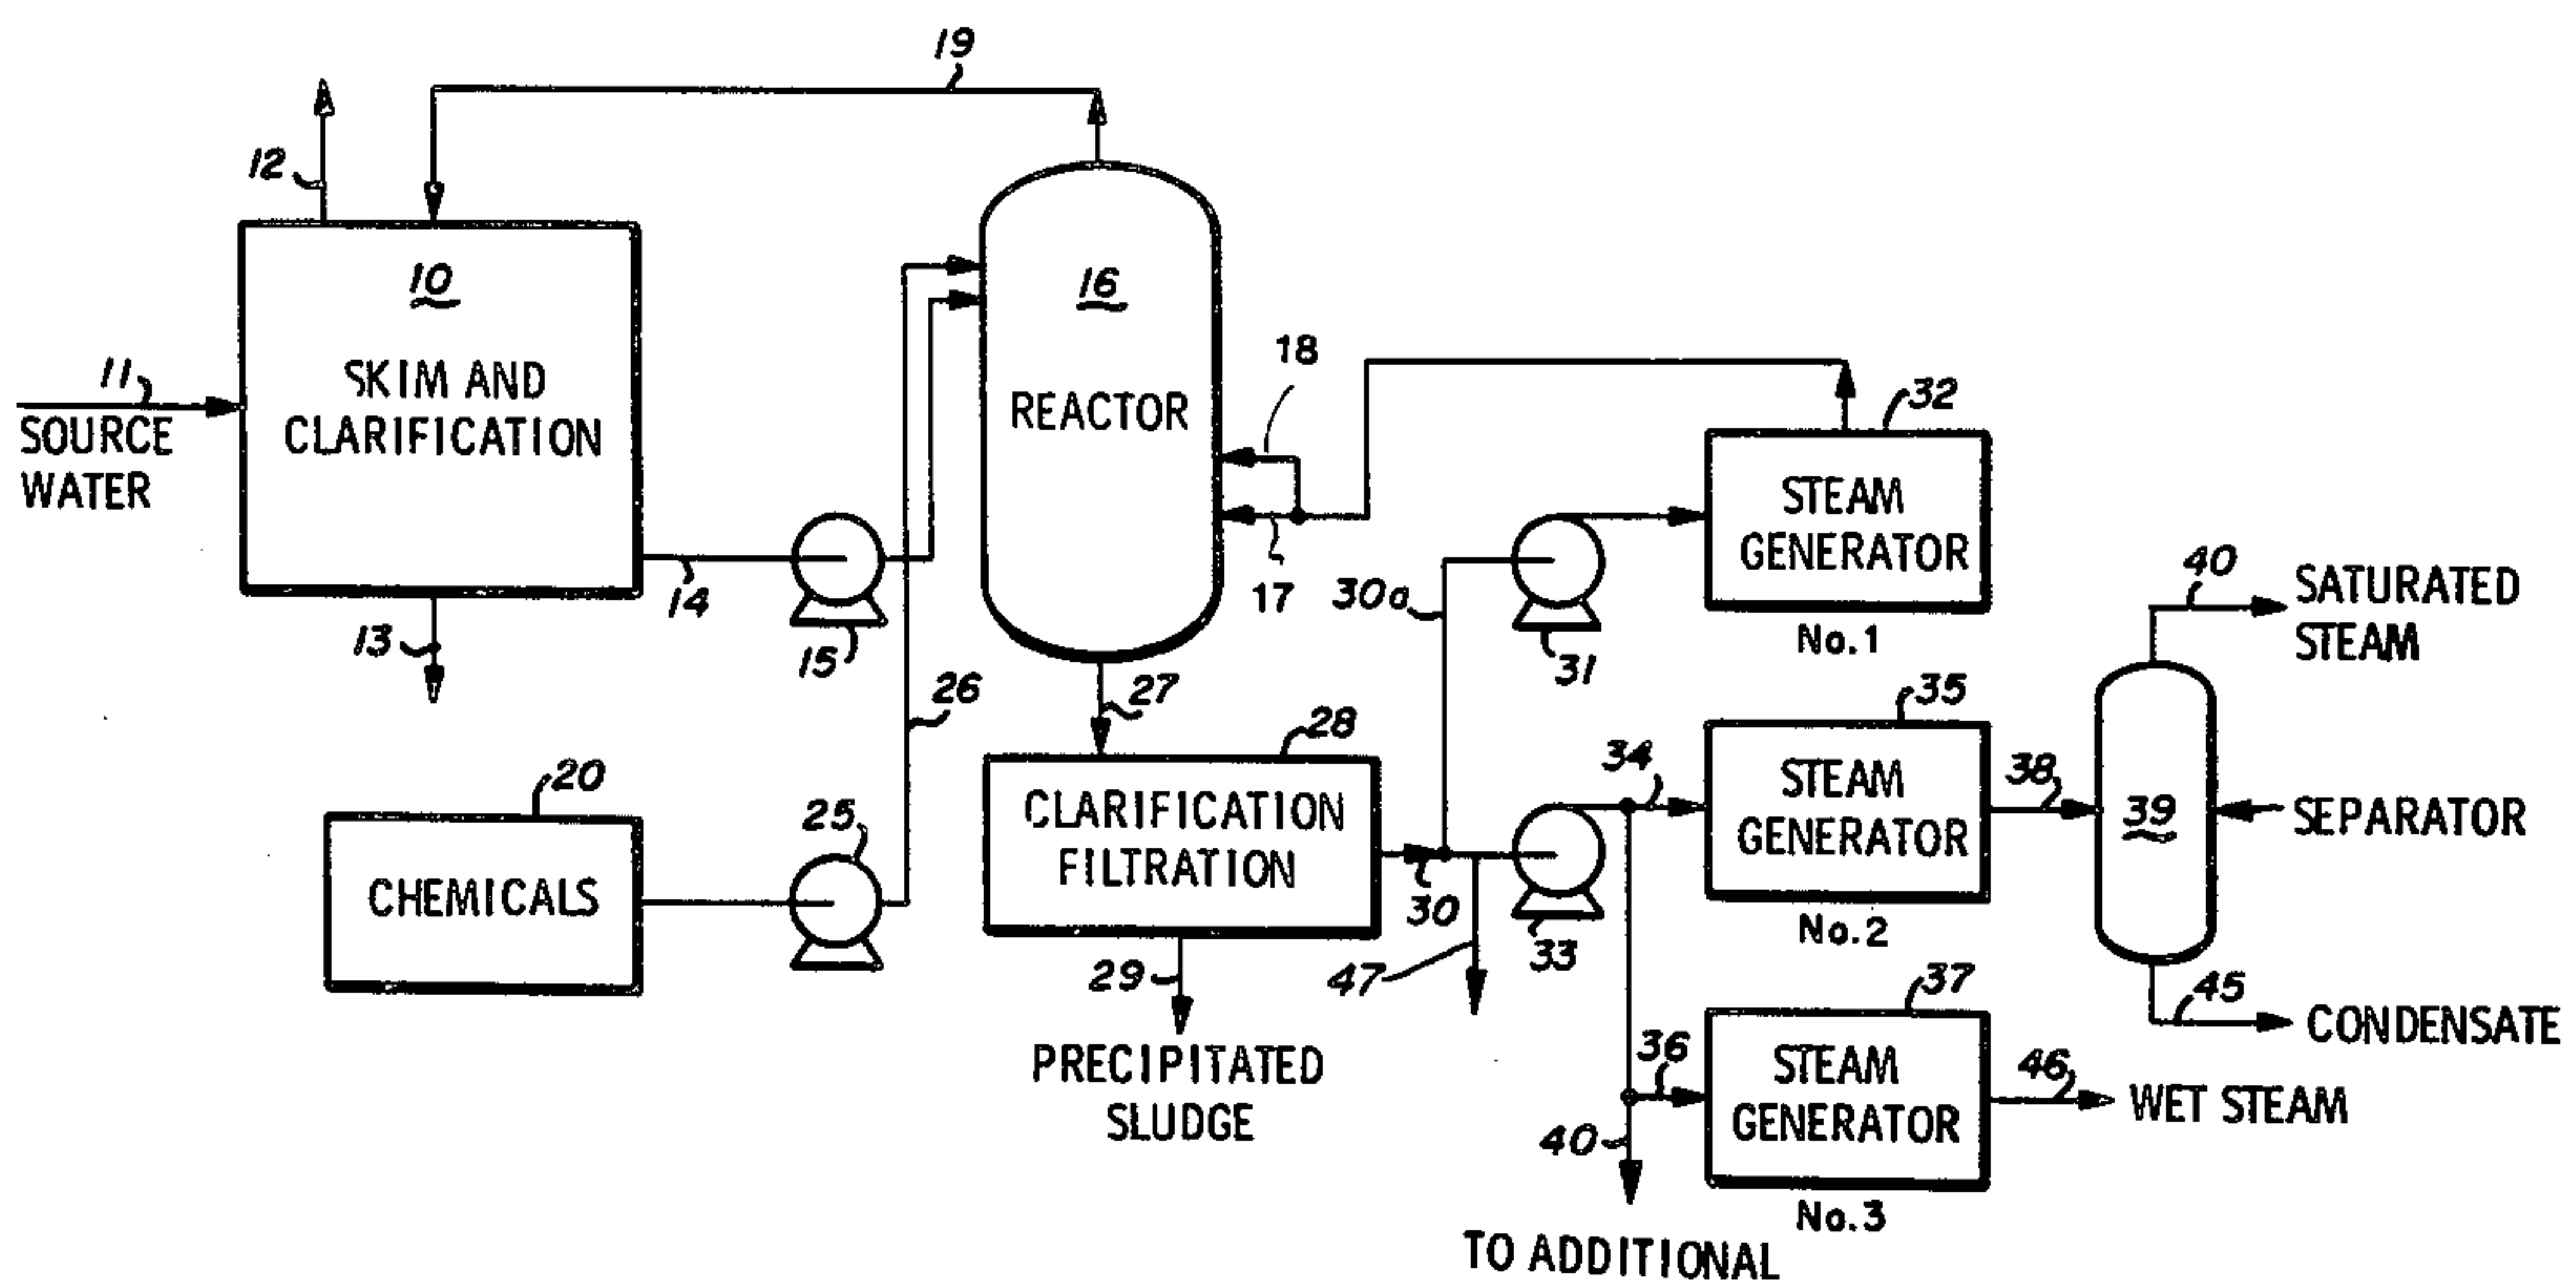 19
12
10
SKIM AND
CLARIFICATION
11
SOURCE
WATER
13
14
15
16
REACTOR
18
17
26
20
CHEMICALS
25
27
28
CLARIFICATION
FILTRATION
29
PRECIPITATED
SLUDGE
30
30a
47
31
32
STEAM
GENERATOR
No.1
33
34
35
STEAM
GENERATOR
No.2
36
37
STEAM
GENERATOR
No.3
40
TO ADDITIONAL
38
39
SEPARATOR
40
SATURATED
STEAM
45
CONDENSATE
46
WET STEAM